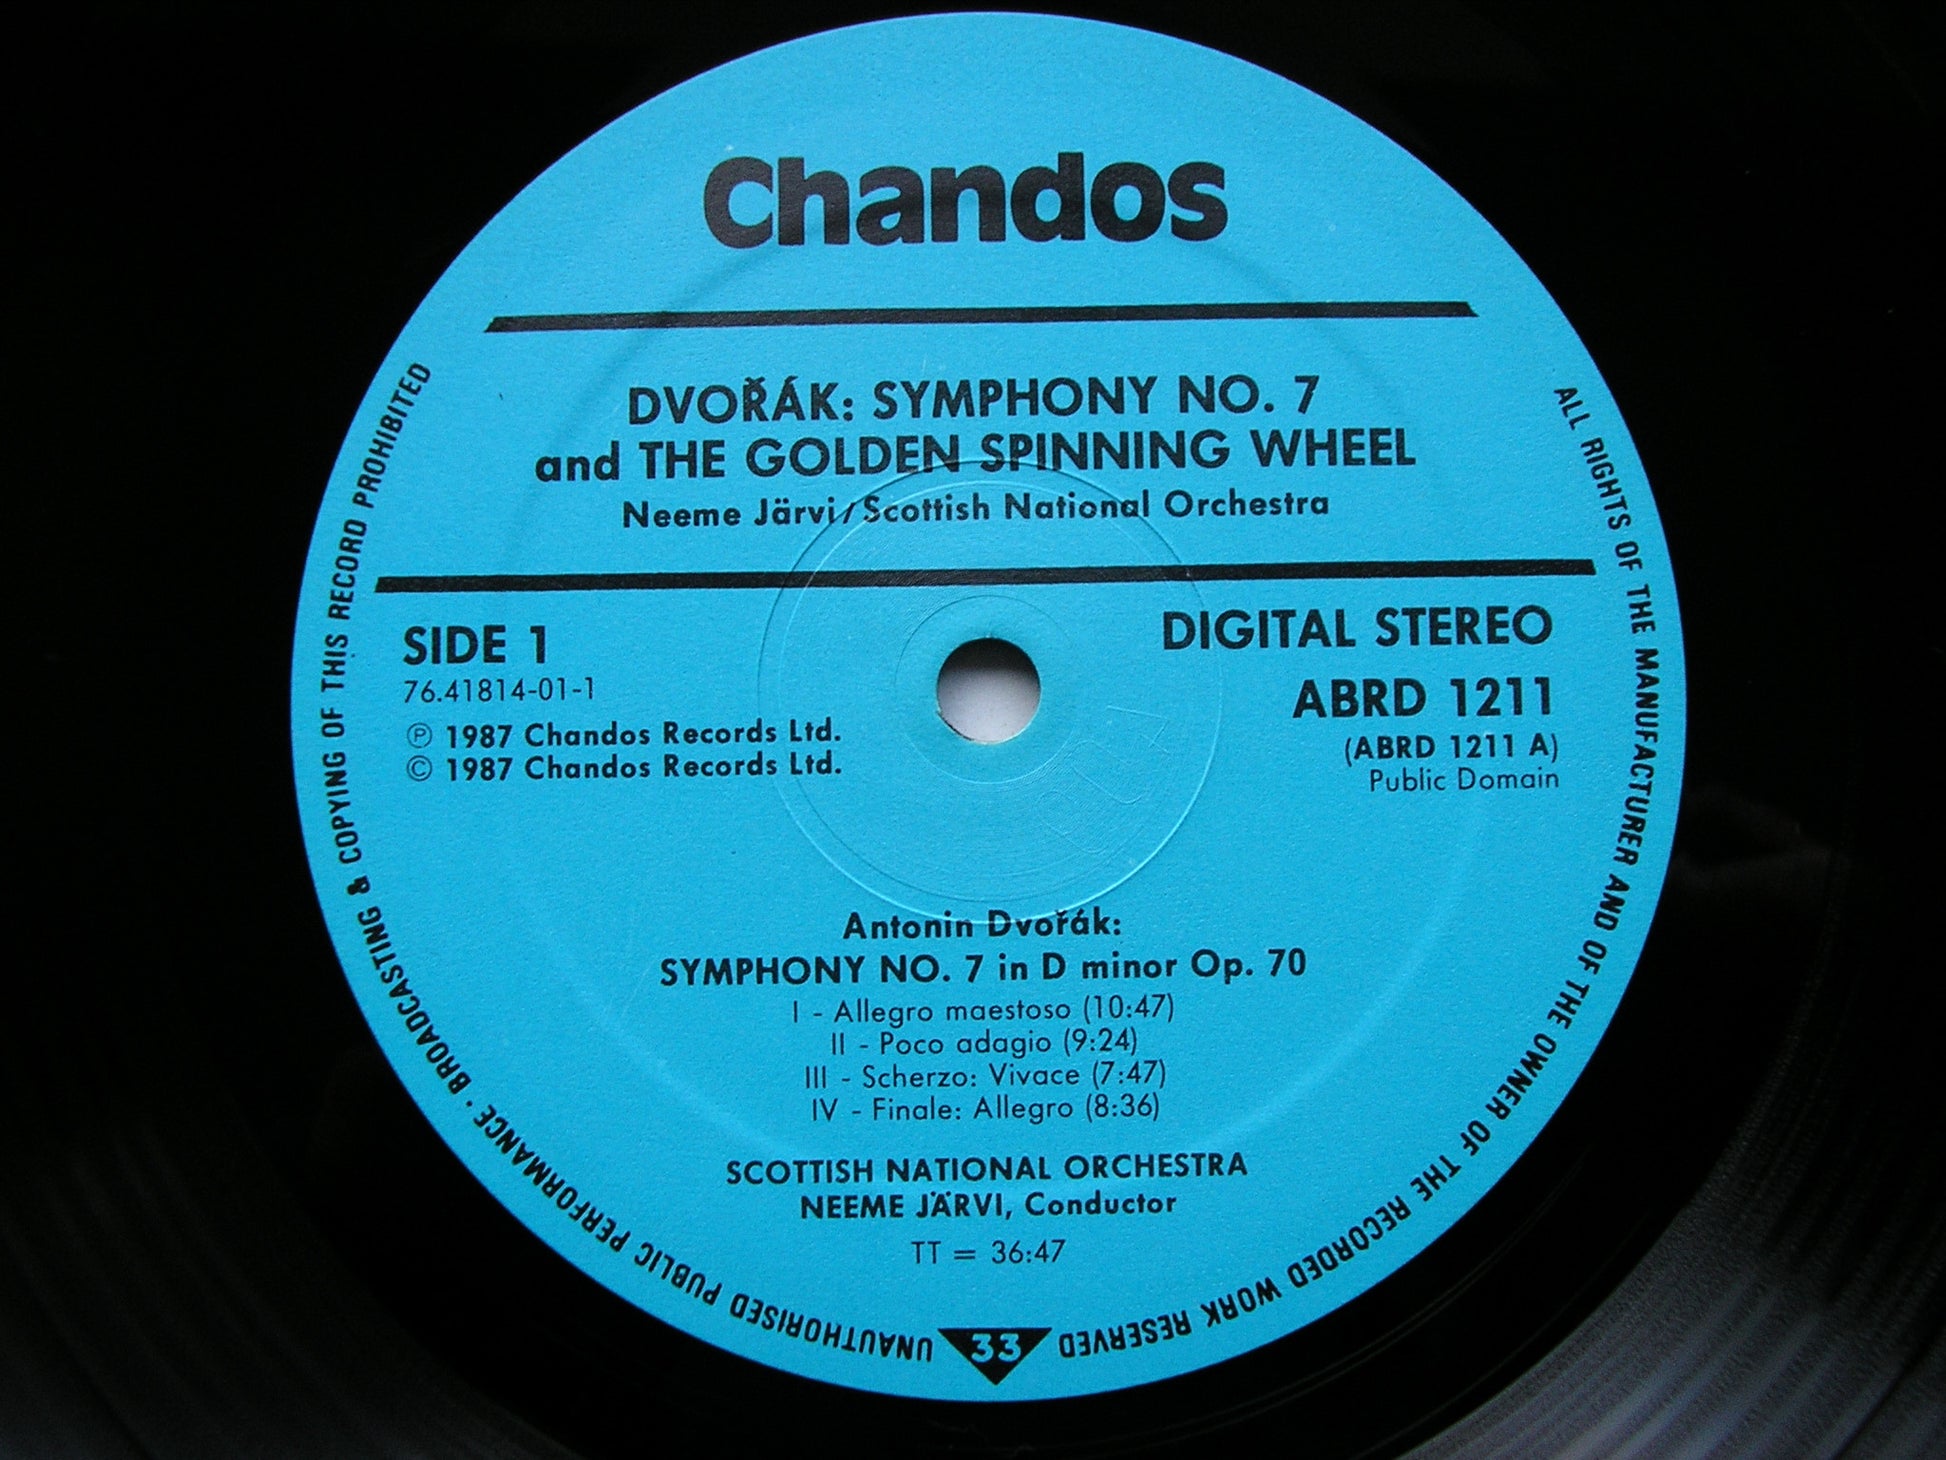 Chandos
DVOŘÁK: SYMPHONY NO. 7
and THE GOLDEN SPINNING WHEEL
Neeme Järvi/Scottish National Orchestra
SIDE 1
76.41814-01-1
℗ 1987 Chandos Records Ltd.
© 1987 Chandos Records Ltd.
DIGITAL STEREO
ABRD 1211
(ABRD 1211 A)
Public Domain
Antonin Dvořák:
SYMPHONY NO. 7 in D minor Op. 70
I - Allegro maestoso (10:47)
II - Poco adagio (9:24)
III - Scherzo: Vivace (7:47)
IV - Finale: Allegro (8:36)
SCOTTISH NATIONAL ORCHESTRA
NEEME JÄRVI, Conductor
TT = 36:47
33
ALL RIGHTS OF THE MANUFACTURER AND OF THE OWNER OF THE RECORDED WORK RESERVED
UNAUTHORISED PUBLIC PERFORMANCE · BROADCASTING & COPYING OF THIS RECORD PROHIBITED